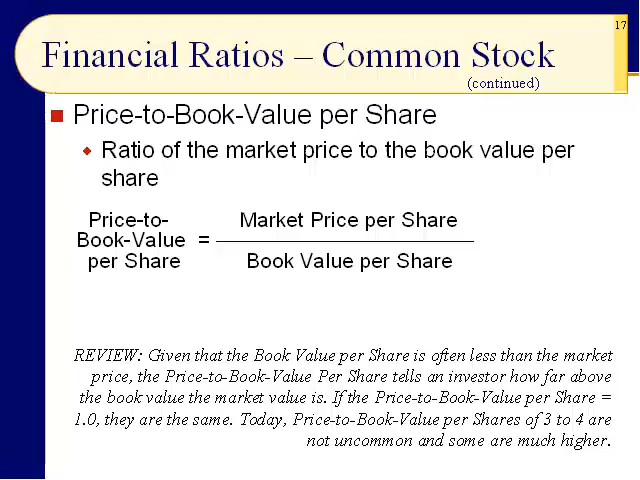 17
Financial Ratios – Common Stock
(continued)
Price-to-Book-Value per Share
Ratio of the market price to the book value per
share
Price-to-
Book-Value
per Share
=
Market Price per Share
Book Value per Share
REVIEW: Given that the Book Value per Share is often less than the market
price, the Price-to-Book-Value Per Share tells an investor how far above
the book value the market value is. If the Price-to-Book-Value per Share =
1.0, they are the same. Today, Price-to-Book-Value per Shares of 3 to 4 are
not uncommon and some are much higher.